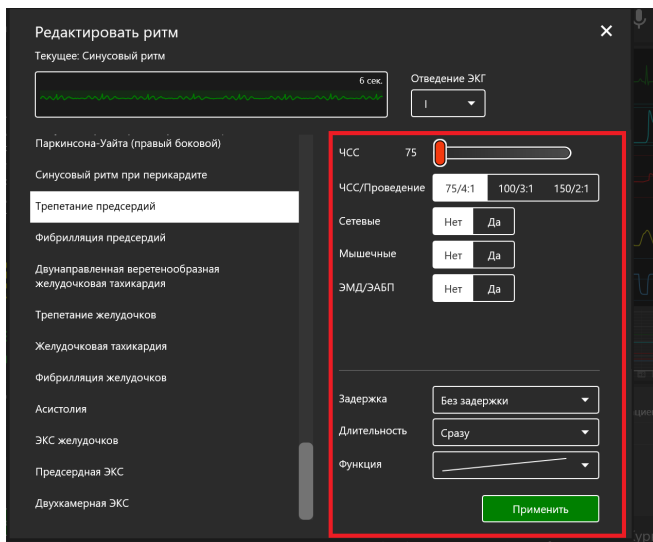 Редактировать ритм
Текущее: Синусовый ритм
6 сек.
Отведение ЭКГ
I
Паркинсона-Уайта (правый боковой)
Синусовый ритм при перикардите
Трепетание предсердий
Фибрилляция предсердий
Двунаправленная веретенообразная
желудочковая тахикардия
Трепетание желудочков
Желудочковая тахикардия
Фибрилляция желудочков
Асистолия
ЭКС желудочков
Предсердная ЭКС
Двухкамерная ЭКС
ЧСС 75
ЧСС/Проведение 75/4:1 100/3:1 150/2:1
Сетевые Нет Да
Мышечные Нет Да
ЭМД/ЭАБП Нет Да
Задержка Без задержки
Длительность Сразу
Функция
Применить